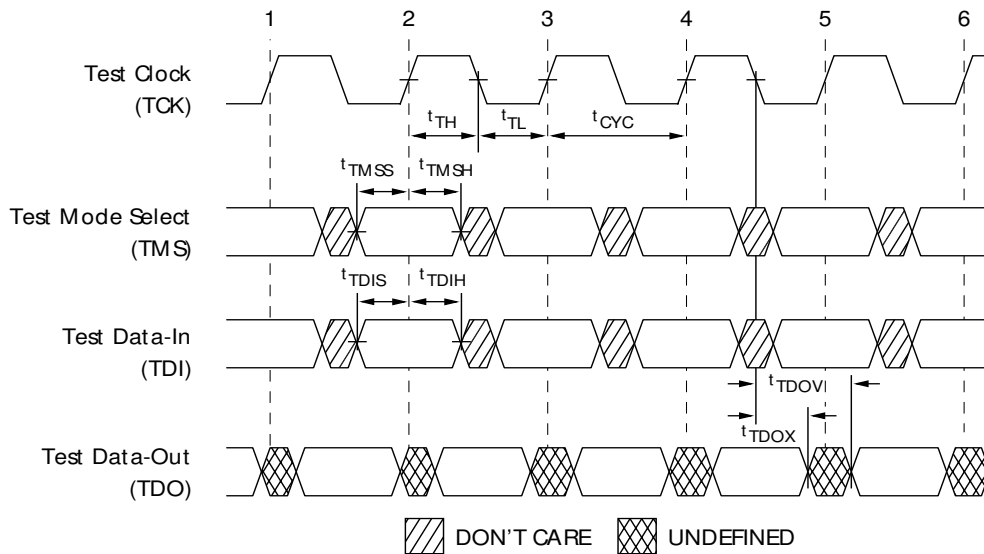 1 2 3 4 5 6
Test Clock
(TCK)
tTH tTL tCYC
tTMSS tTMSH
Test Mode Select
(TMS)
tTDIS tTDIH
Test Data-In
(TDI)
tTDOV
tTDOX
Test Data-Out
(TDO)
DON'T CARE UNDEFINED